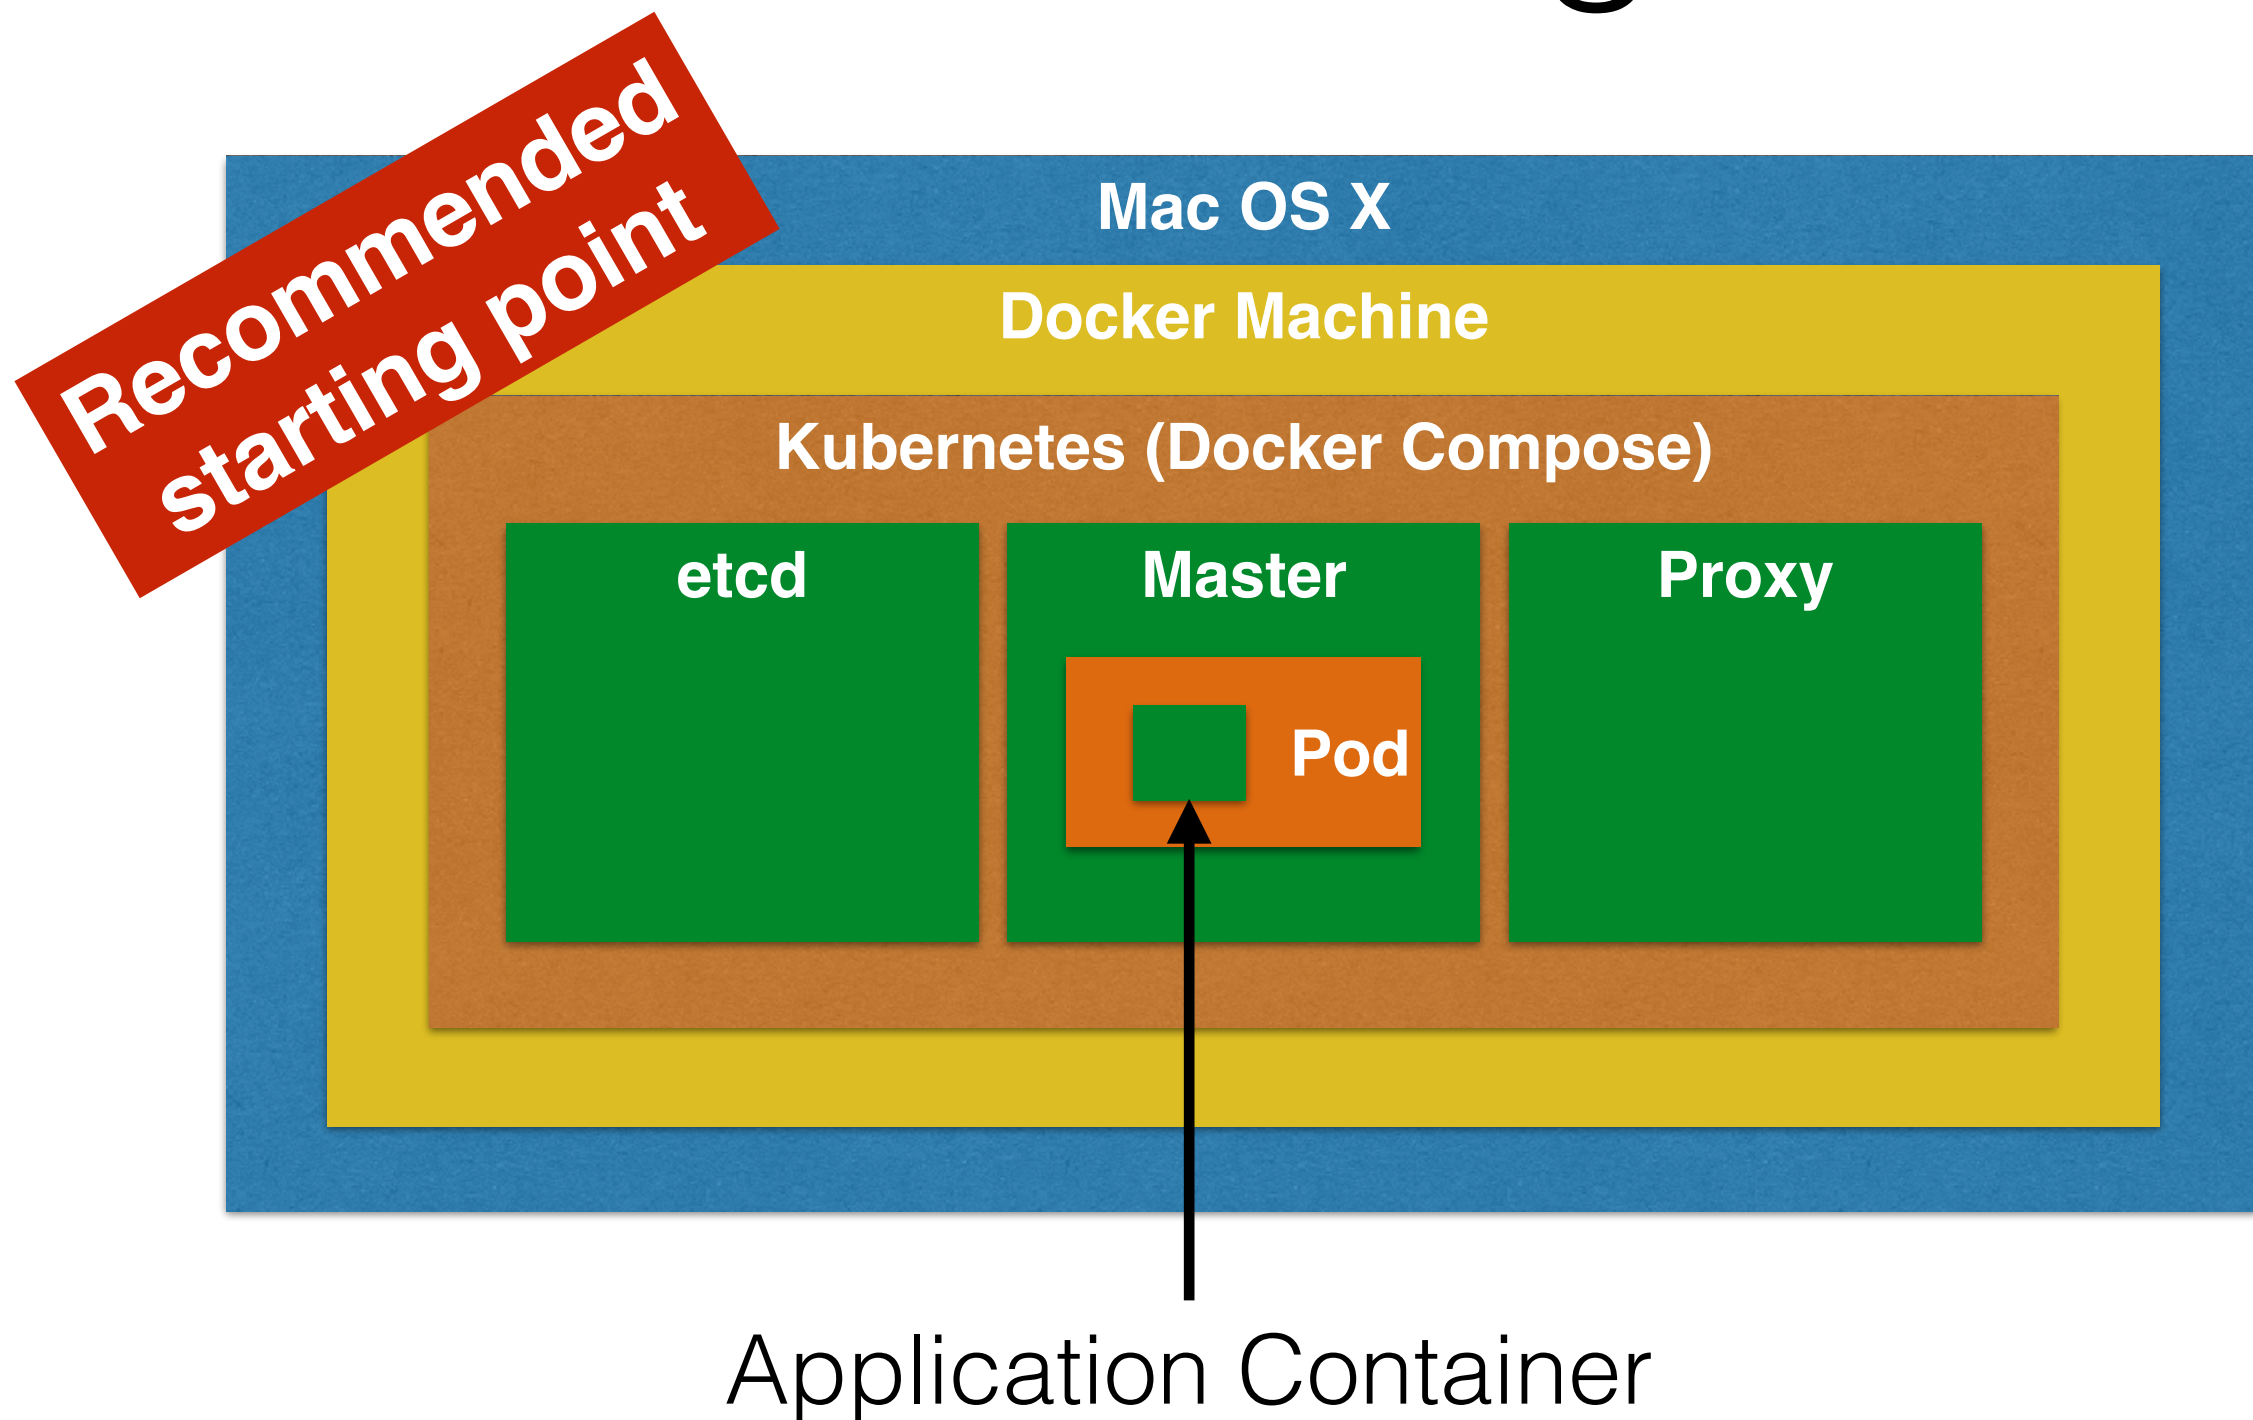 Recommended
starting point
Mac OS X
Docker Machine
Kubernetes (Docker Compose)
etcd
Master
Proxy
Pod
Application Container